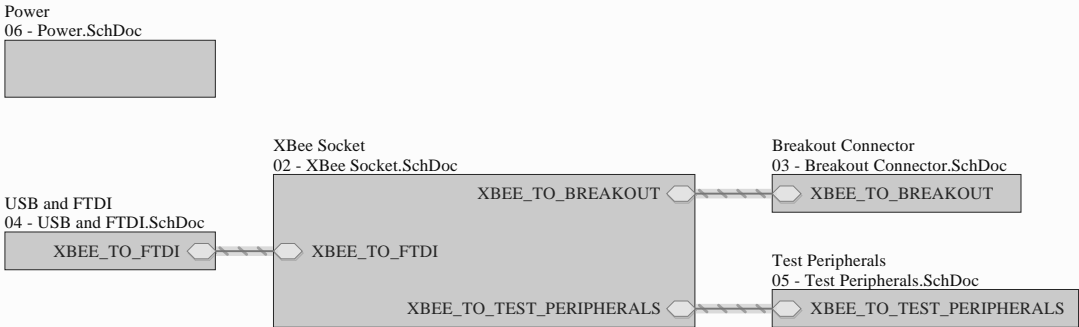 Power
06 - Power.SchDoc
XBee Socket
02 - XBee Socket.SchDoc
Breakout Connector
03 - Breakout Connector.SchDoc
XBEE_TO_BREAKOUT
XBEE_TO_BREAKOUT
USB and FTDI
04 - USB and FTDI.SchDoc
XBEE_TO_FTDI
XBEE_TO_FTDI
Test Peripherals
05 - Test Peripherals.SchDoc
XBEE_TO_TEST_PERIPHERALS
XBEE_TO_TEST_PERIPHERALS